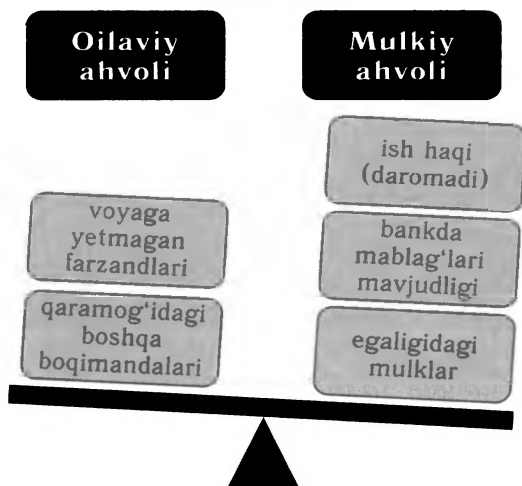 Oilaviy
ahvoli
Mulkiy
ahvoli
voyaga
yetmagan
farzandlari
qaramog‘idagi
boshqa
boqimandalari
ish haqi
(daromadi)
bankda
mablag‘lari
mavjudligi
egaligidagi
mulklar